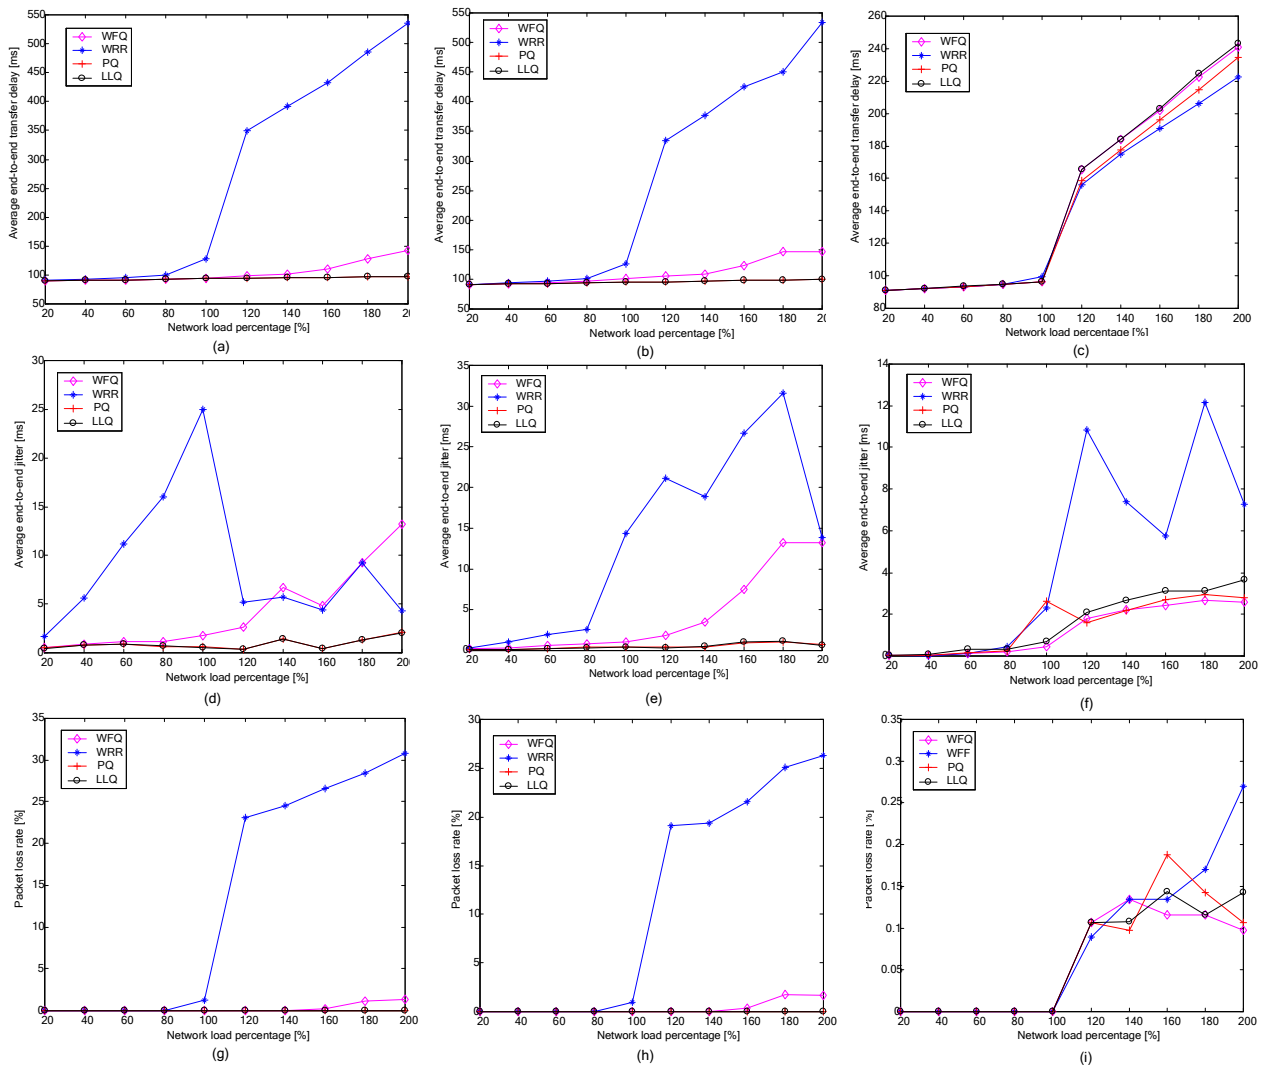 550
500
450
400
350
300
250
200
150
100
50
Average end-to-end transfer delay [ms]
WFQ
WRR
PQ
LLQ
20 40 60 80 100 120 140 160 180 20
Network load percentage [%]
(a)
550
500
450
400
350
300
250
200
150
100
50
Average end-to-end transfer delay [ms]
WFQ
WRR
PQ
LLQ
20 40 60 80 100 120 140 160 180 20
Network load percentage [%]
(b)
260
240
220
200
180
160
140
120
100
80
Average end-to-end transfer delay [ms]
WFQ
WRR
PQ
LLQ
20 40 60 80 100 120 140 160 180 200
Network load percentage [%]
(c)
30
25
20
15
10
5
0
Average end-to-end jitter [ms]
WFQ
WRR
PQ
LLQ
20 40 60 80 100 120 140 160 180 200
Network load percentage [%]
(d)
35
30
25
20
15
10
5
0
Average end-to-end jitter [ms]
WFQ
WRR
PQ
LLQ
20 40 60 80 100 120 140 160 180 200
Network load percentage [%]
(e)
14
12
10
8
6
4
2
0
Average end-to-end jitter [ms]
WFQ
WRR
PQ
LLQ
20 40 60 80 100 120 140 160 180 200
Network load percentage [%]
(f)
35
30
25
20
15
10
5
0
Packet loss rate [%]
WFQ
WRR
PQ
LLQ
20 40 60 80 100 120 140 160 180 200
Network load percentage [%]
(g)
30
25
20
15
10
5
0
Packet loss rate [%]
WFQ
WRR
PQ
LLQ
20 40 60 80 100 120 140 160 180 200
Network load percentage [%]
(h)
0.35
0.3
0.25
0.2
0.15
0.1
0.05
0
Packet loss rate [%]
WFQ
WFF
PQ
LLQ
20 40 60 80 100 120 140 160 180 200
Network load percentage [%]
(i)